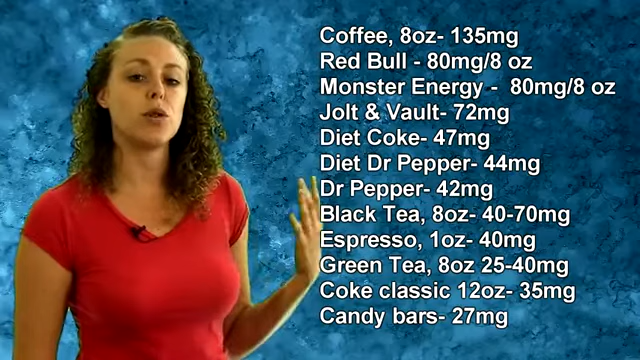 Coffee, 8oz- 135mg
Red Bull - 80mg/8 oz
Monster Energy -  80mg/8 oz
Jolt & Vault- 72mg
Diet Coke- 47mg
Diet Dr Pepper- 44mg
Dr Pepper- 42mg
Black Tea, 8oz- 40-70mg
Espresso, 1oz- 40mg
Green Tea, 8oz 25-40mg
Coke classic 12oz- 35mg
Candy bars- 27mg